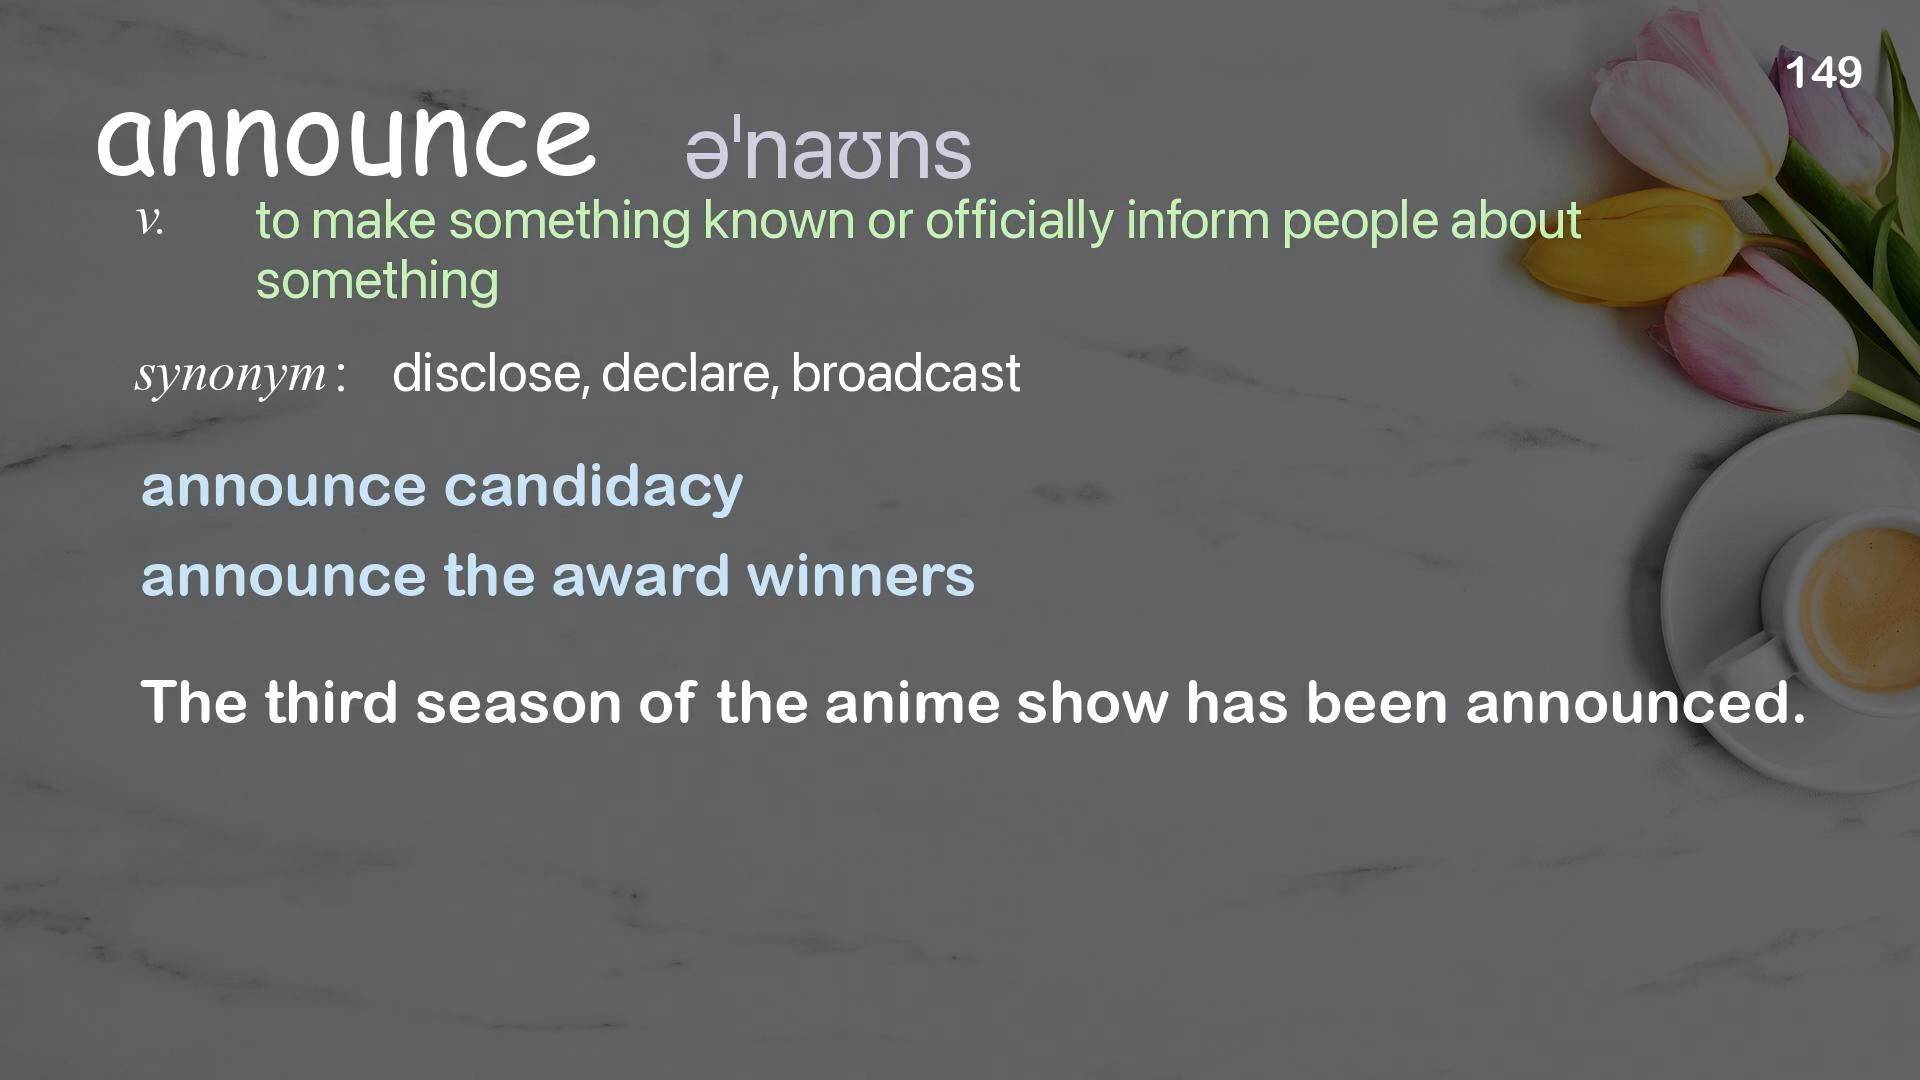 149
announce əˈnaʊns
v. to make something known or officially inform people about
something
synonym : disclose, declare, broadcast
announce candidacy
announce the award winners
The third season of the anime show has been announced.